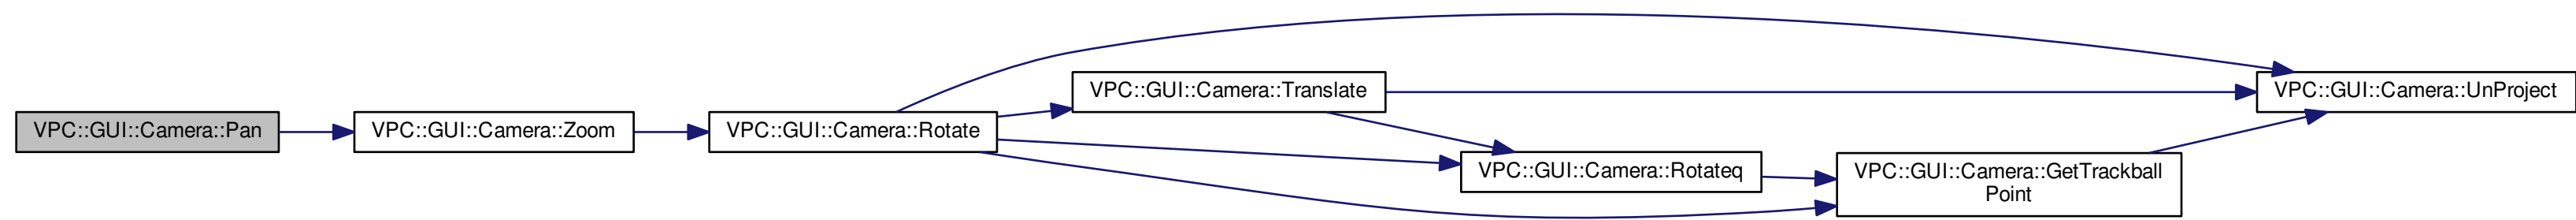 VPC::GUI::Camera::Pan
VPC::GUI::Camera::Zoom
VPC::GUI::Camera::Rotate
VPC::GUI::Camera::Translate
VPC::GUI::Camera::Rotateq
VPC::GUI::Camera::GetTrackball
Point
VPC::GUI::Camera::UnProject